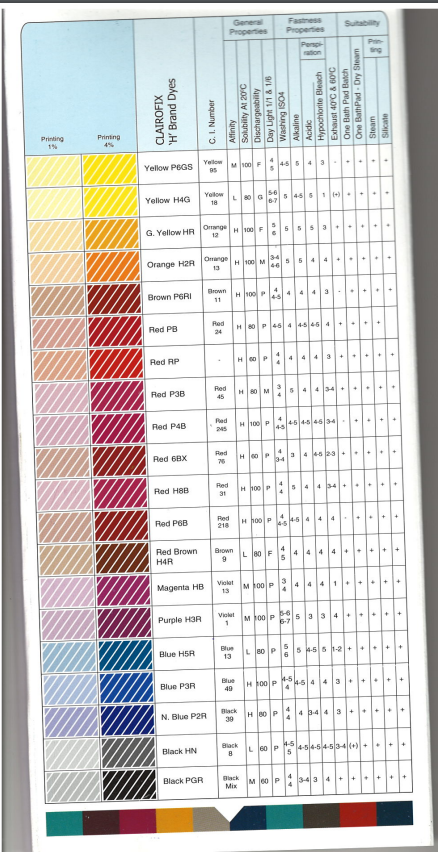 General Properties
Fastness Properties
Suitability
Perspi-ration
Prin-ting
Printing 1%
Printing 4%
CLAIROFIX 'H' Brand Dyes
C. I. Number
Affinity
Solubility At 20°C
Dischargeability
Day Light 1/1 & 1/6
Washing ISO4
Alkaline
Acidic
Hypochlorite Bleach
Exhaust 40°C & 60°C
One Bath Pad Batch
One BathPad - Dry Steam
Steam
Silicate
Yellow P6GS Yellow 95 M 100 F 4 5 4-5 5 4 3 - + + + +
Yellow H4G Yellow 18 L 80 G 5-6 6-7 5 4-5 5 1 (+) + + + +
G. Yellow HR Orrange 12 H 100 F 5 6 5 5 5 3 + + + + +
Orange H2R Orrange 13 H 100 M 3-4 4-6 5 5 4 4 + + + + +
Brown P6RI Brown 11 H 100 P 4 4-5 4 4 4 3 - + + + +
Red PB Red 24 H 80 P 4-5 4 4-5 4-5 4 + + + +
Red RP - H 60 P 4 4 4 4 4 3 + + + + +
Red P3B Red 45 H 80 M 3 4 5 4 4 3-4 + + + + +
Red P4B Red 245 H 100 P 4 4-5 4-5 4-5 4-5 3-4 - + + + +
Red 6BX Red 76 H 60 P 4 3-4 3 4 4-5 2-3 + + + + +
Red H8B Red 31 H 100 P 4 4 5 4 4 3-4 + + + + +
Red P6B Red 218 H 100 P 4 4-5 4-5 4 4 4 - + + + +
Red Brown H4R Brown 9 L 80 F 4 5 4 4 4 4 + + + + +
Magenta HB Violet 13 M 100 P 3 4 4 4 4 1 + + + + +
Purple H3R Violet 1 M 100 P 5-6 6-7 5 3 3 4 + + + + +
Blue H5R Blue 13 L 80 P 5 6 5 4-5 5 1-2 + + + + +
Blue P3R Blue 49 H 100 P 4-5 4 4-5 4 4 3 + + + + +
N. Blue P2R Black 39 H 80 P 4 4 4 3-4 4 3 + + + + +
Black HN Black 8 L 60 P 4-5 5 4-5 4-5 4-5 3-4 (+) + + + +
Black PGR Black Mix M 60 P 4 4 3-4 3 4 + + + + +